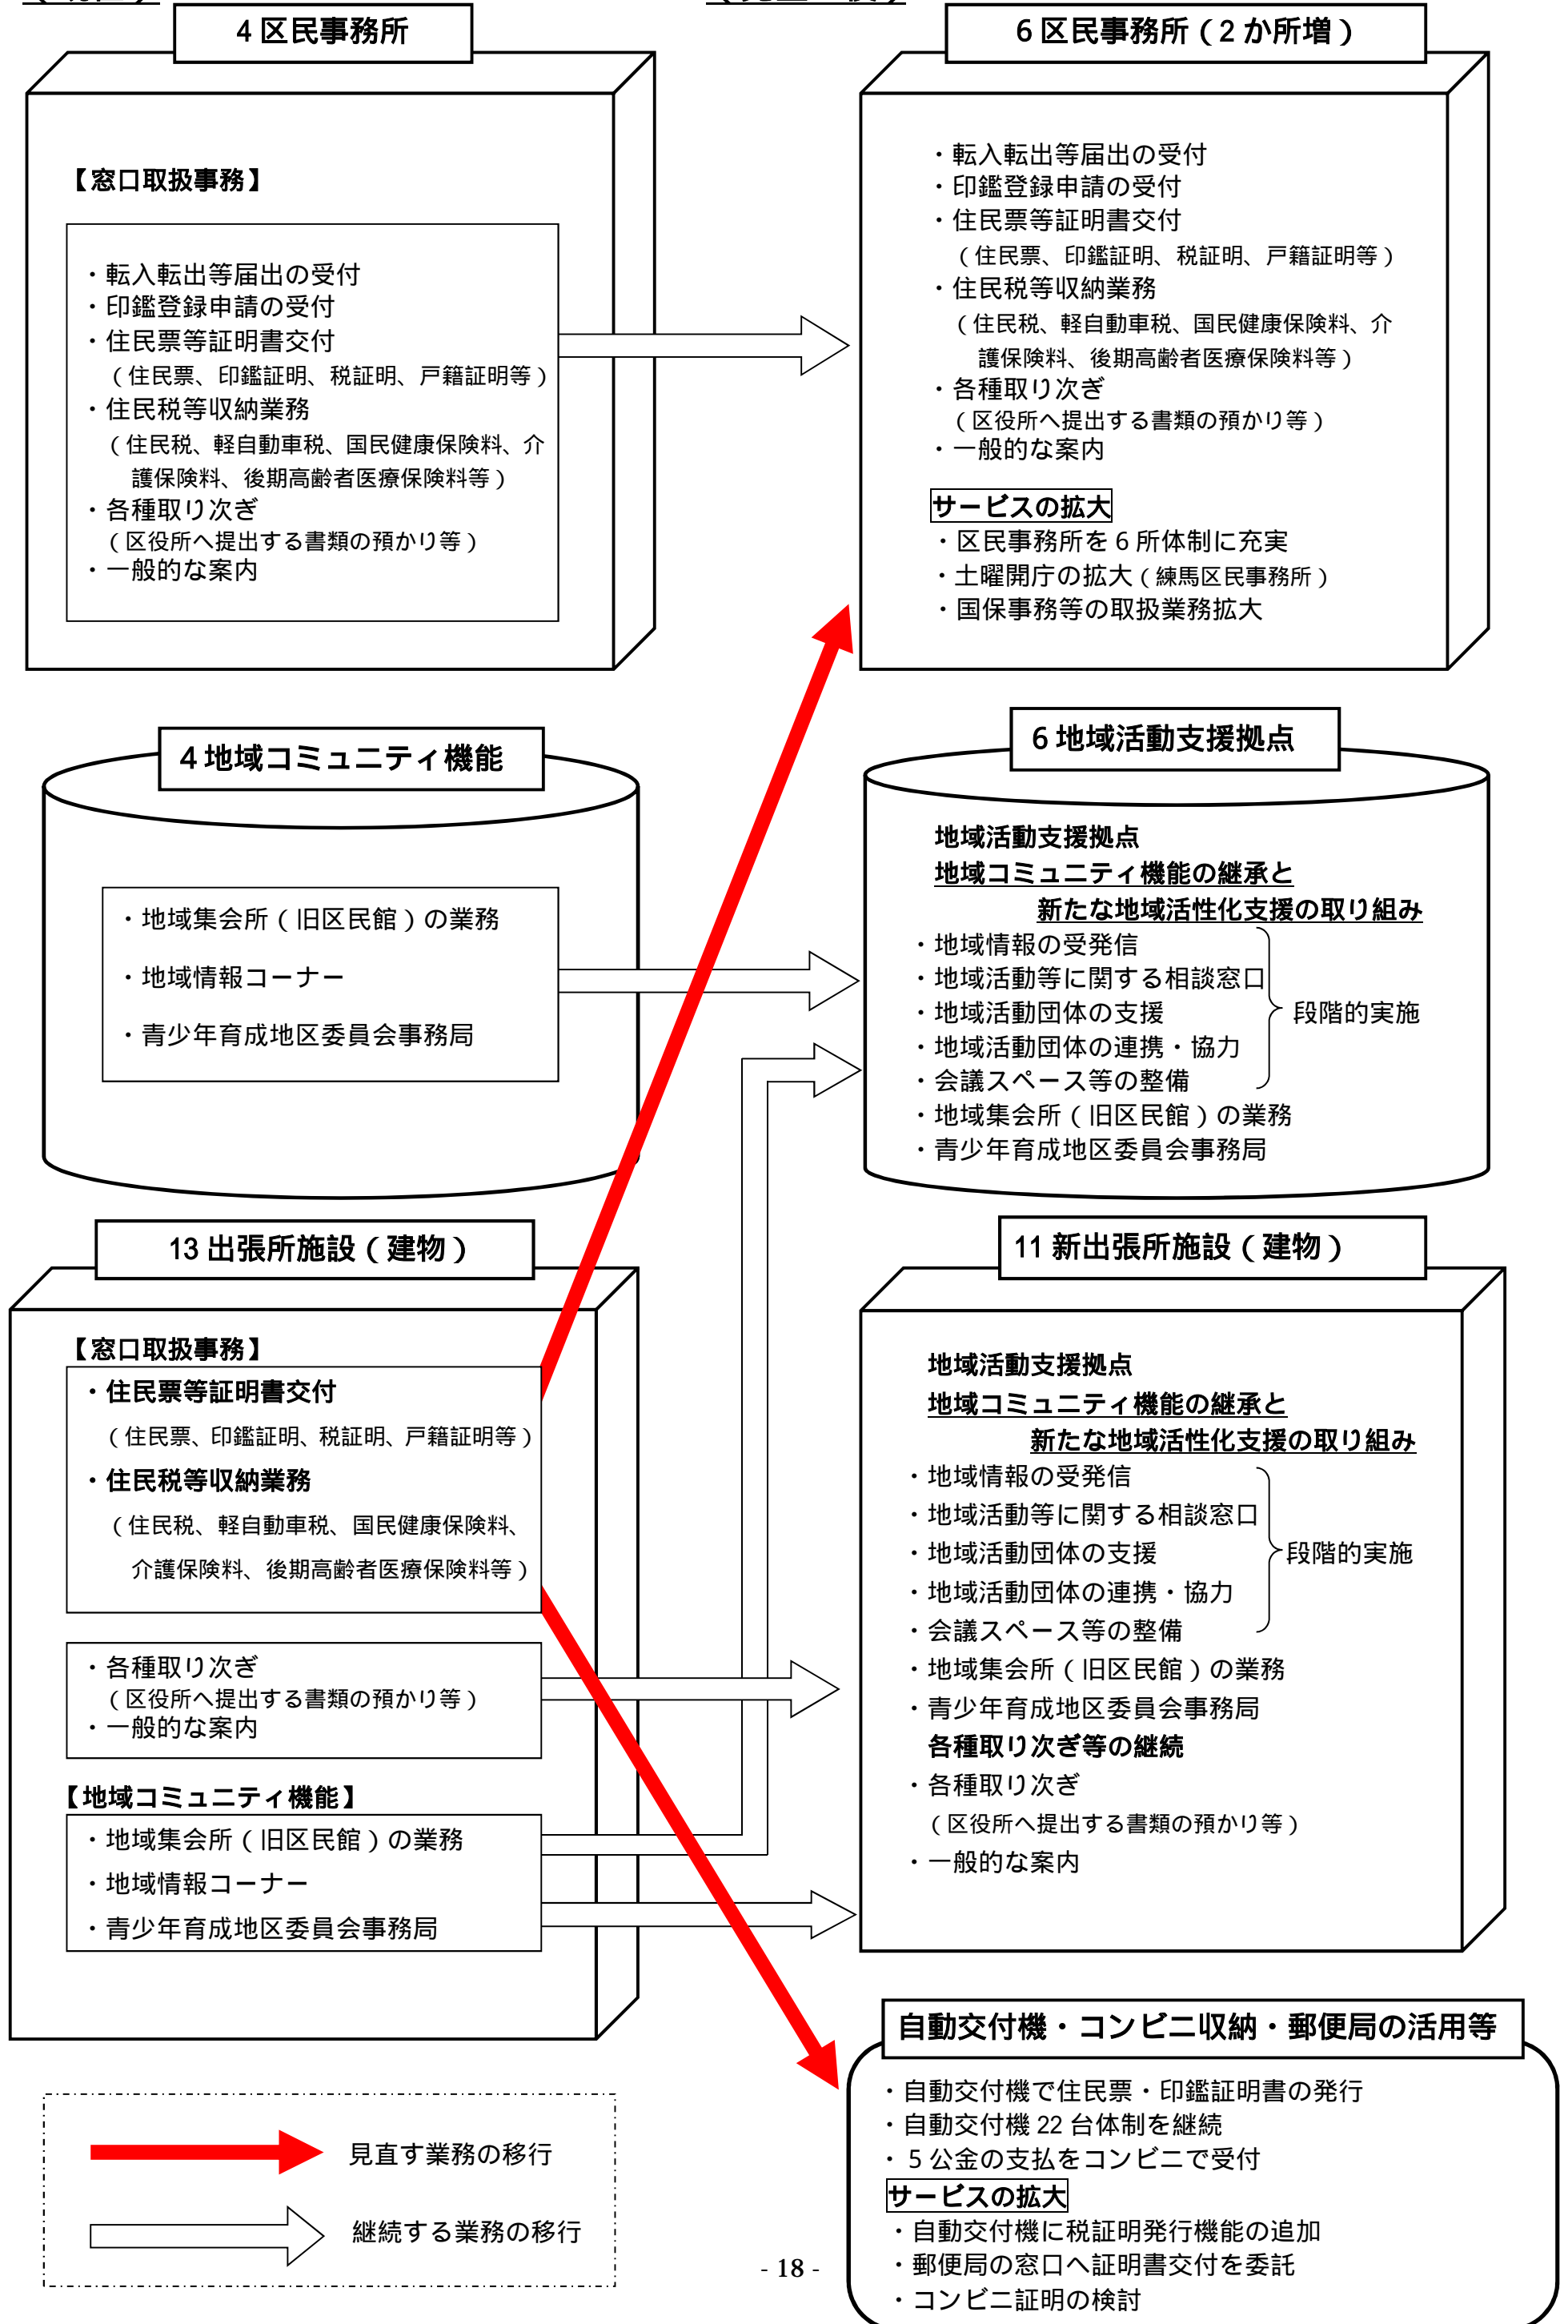 4 区民事務所
【窓口取扱事務】
・転入転出等届出の受付
・印鑑登録申請の受付
・住民票等証明書交付
（住民票、印鑑証明、税証明、戸籍証明等）
・住民税等収納業務
（住民税、軽自動車税、国民健康保険料、介
護保険料、後期高齢者医療保険料等）
・各種取り次ぎ
（区役所へ提出する書類の預かり等）
・一般的な案内
6 区民事務所（2 か所増）
・転入転出等届出の受付
・印鑑登録申請の受付
・住民票等証明書交付
（住民票、印鑑証明、税証明、戸籍証明等）
・住民税等収納業務
（住民税、軽自動車税、国民健康保険料、介
護保険料、後期高齢者医療保険料等）
・各種取り次ぎ
（区役所へ提出する書類の預かり等）
・一般的な案内
サービスの拡大
・区民事務所を 6 所体制に充実
・土曜開庁の拡大（練馬区民事務所）
・国保事務等の取扱業務拡大
4 地域コミュニティ機能
・地域集会所（旧区民館）の業務
・地域情報コーナー
・青少年育成地区委員会事務局
6 地域活動支援拠点
地域活動支援拠点
地域コミュニティ機能の継承と
新たな地域活性化支援の取り組み
・地域情報の受発信
・地域活動等に関する相談窓口
・地域活動団体の支援
段階的実施
・地域活動団体の連携・協力
・会議スペース等の整備
・地域集会所（旧区民館）の業務
・青少年育成地区委員会事務局
13 出張所施設（建物）
【窓口取扱事務】
・住民票等証明書交付
（住民票、印鑑証明、税証明、戸籍証明等）
・住民税等収納業務
（住民税、軽自動車税、国民健康保険料、
介護保険料、後期高齢者医療保険料等）
・各種取り次ぎ
（区役所へ提出する書類の預かり等）
・一般的な案内
【地域コミュニティ機能】
・地域集会所（旧区民館）の業務
・地域情報コーナー
・青少年育成地区委員会事務局
11 新出張所施設（建物）
地域活動支援拠点
地域コミュニティ機能の継承と
新たな地域活性化支援の取り組み
・地域情報の受発信
・地域活動等に関する相談窓口
・地域活動団体の支援
段階的実施
・地域活動団体の連携・協力
・会議スペース等の整備
・地域集会所（旧区民館）の業務
・青少年育成地区委員会事務局
各種取り次ぎ等の継続
・各種取り次ぎ
（区役所へ提出する書類の預かり等）
・一般的な案内
自動交付機・コンビニ収納・郵便局の活用等
・自動交付機で住民票・印鑑証明書の発行
・自動交付機 22 台体制を継続
・5 公金の支払をコンビニで受付
サービスの拡大
・自動交付機に税証明発行機能の追加
・郵便局の窓口へ証明書交付を委託
・コンビニ証明の検討
見直す業務の移行
継続する業務の移行
- 18 -